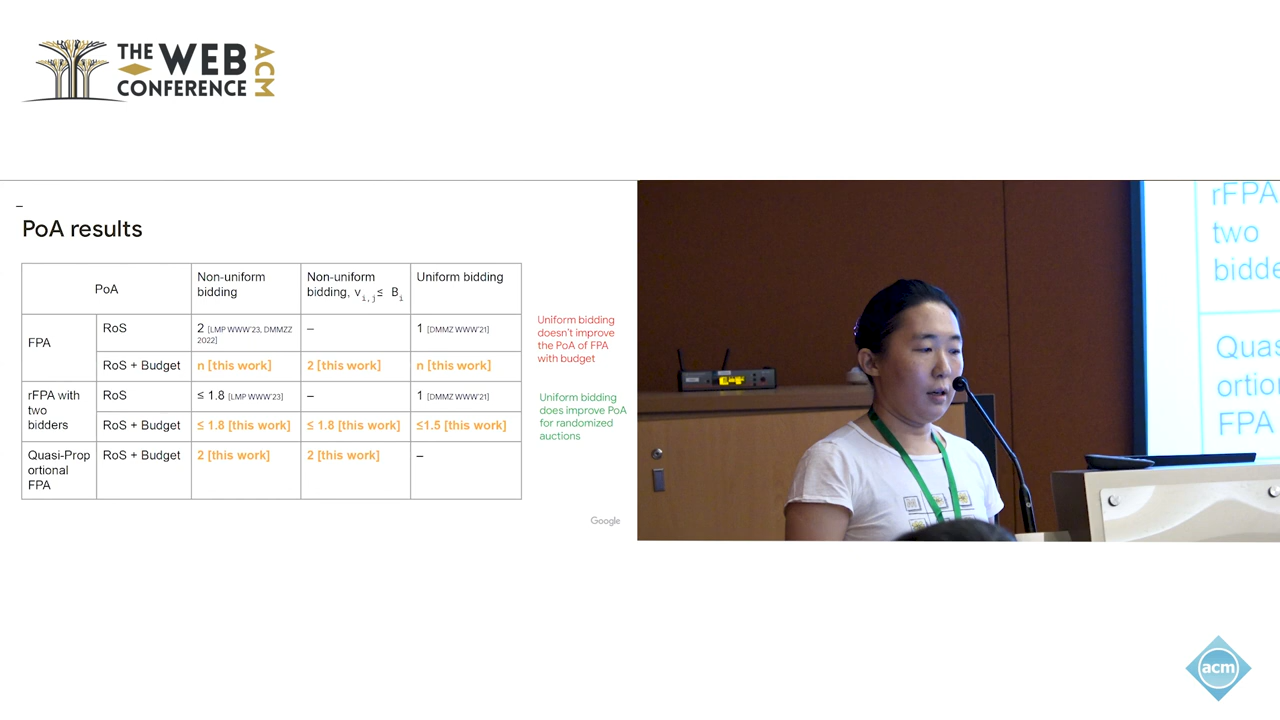 THE WEB
CONFERENCE
ACM
–
PoA results
PoA
Non-uniform
bidding
Non-uniform
bidding, v i,j ≤ B i
Uniform bidding
FPA
RoS
2 [LMP WWW'23, DMMZZ
2022]
–
1 [DMMZ WWW'21]
RoS + Budget
n [this work]
2 [this work]
n [this work]
rFPA with
two
bidders
RoS
≤ 1.8 [LMP WWW'23]
–
1 [DMMZ WWW'21]
RoS + Budget
≤ 1.8 [this work]
≤ 1.8 [this work]
≤1.5 [this work]
Quasi-Prop
ortional
FPA
RoS + Budget
2 [this work]
2 [this work]
–
Uniform bidding
doesn't improve
the PoA of FPA
with budget
Uniform bidding
does improve PoA
for randomized
auctions
Google
rFPA
two
bidde
Quas
ortio
FPA
acm